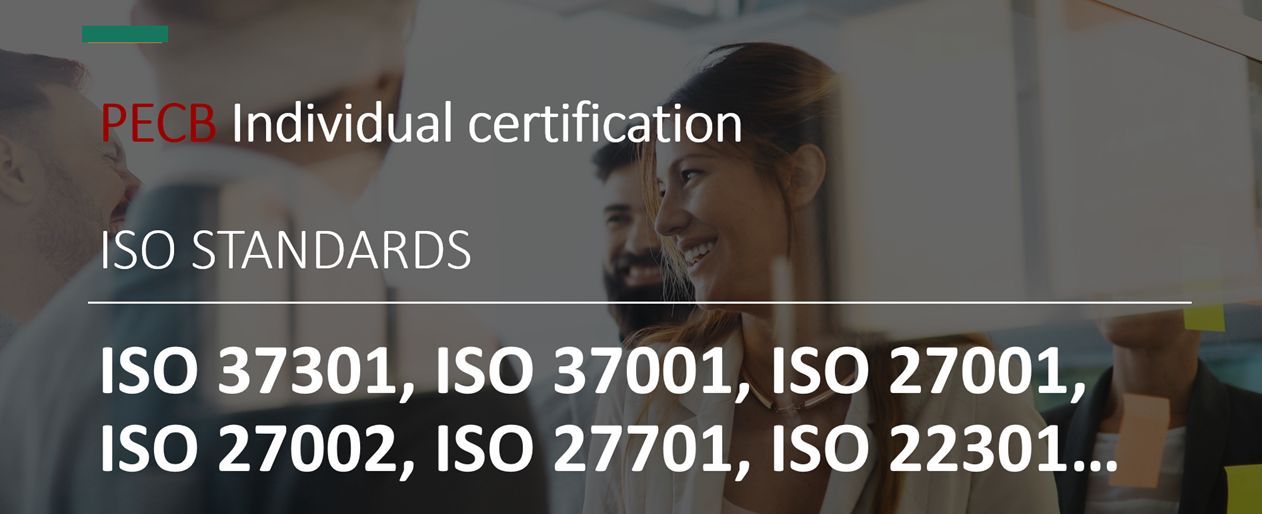 PECB Individual certification
ISO STANDARDS
ISO 37301, ISO 37001, ISO 27001,
ISO 27002, ISO 27701, ISO 22301...